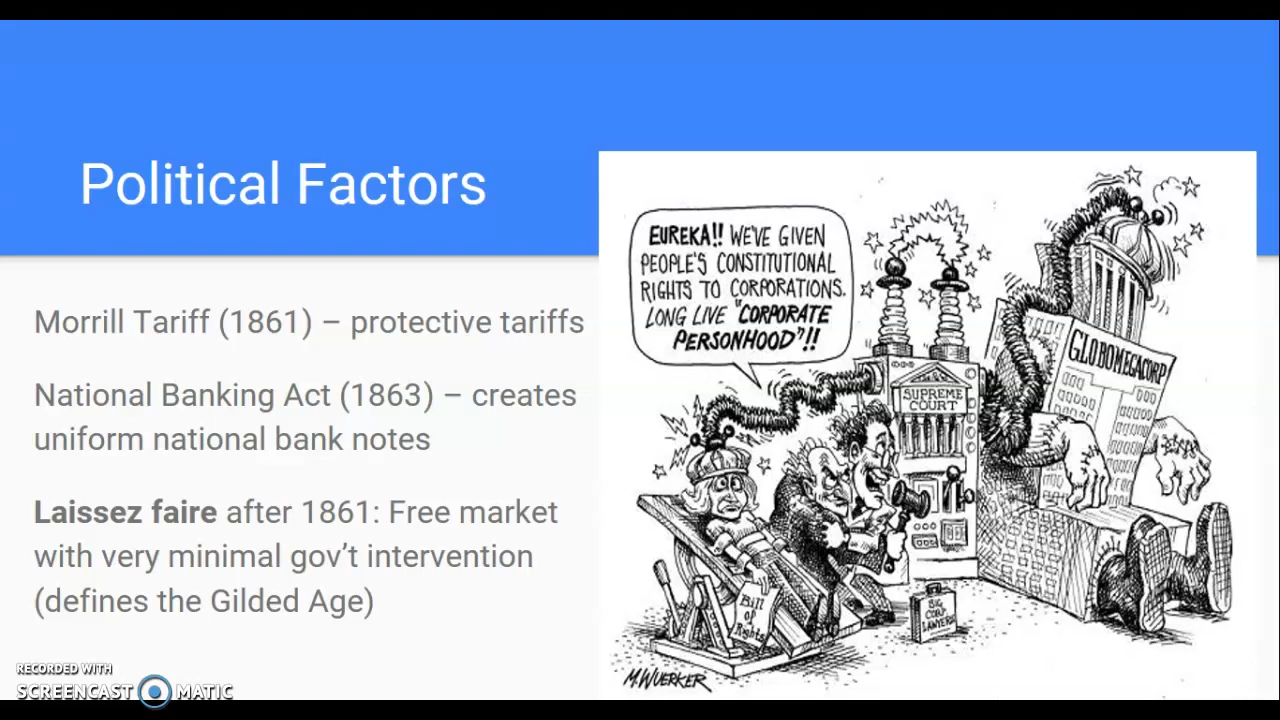 Political Factors
Morrill Tariff (1861) – protective tariffs
National Banking Act (1863) – creates
uniform national bank notes
Laissez faire after 1861: Free market
with very minimal gov’t intervention
(defines the Gilded Age)
EUREKA!! WE'VE GIVEN
PEOPLE'S CONSTITUTIONAL
RIGHTS TO CORPORATIONS.
LONG LIVE "CORPORATE
PERSONHOOD"!!
SUPREME
COURT
GLOBOMEGACORP
Bill
of
Rights
BIG
CORP
LAWYERS
M.WUERKER
RECORDED WITH
SCREENCAST MATIC